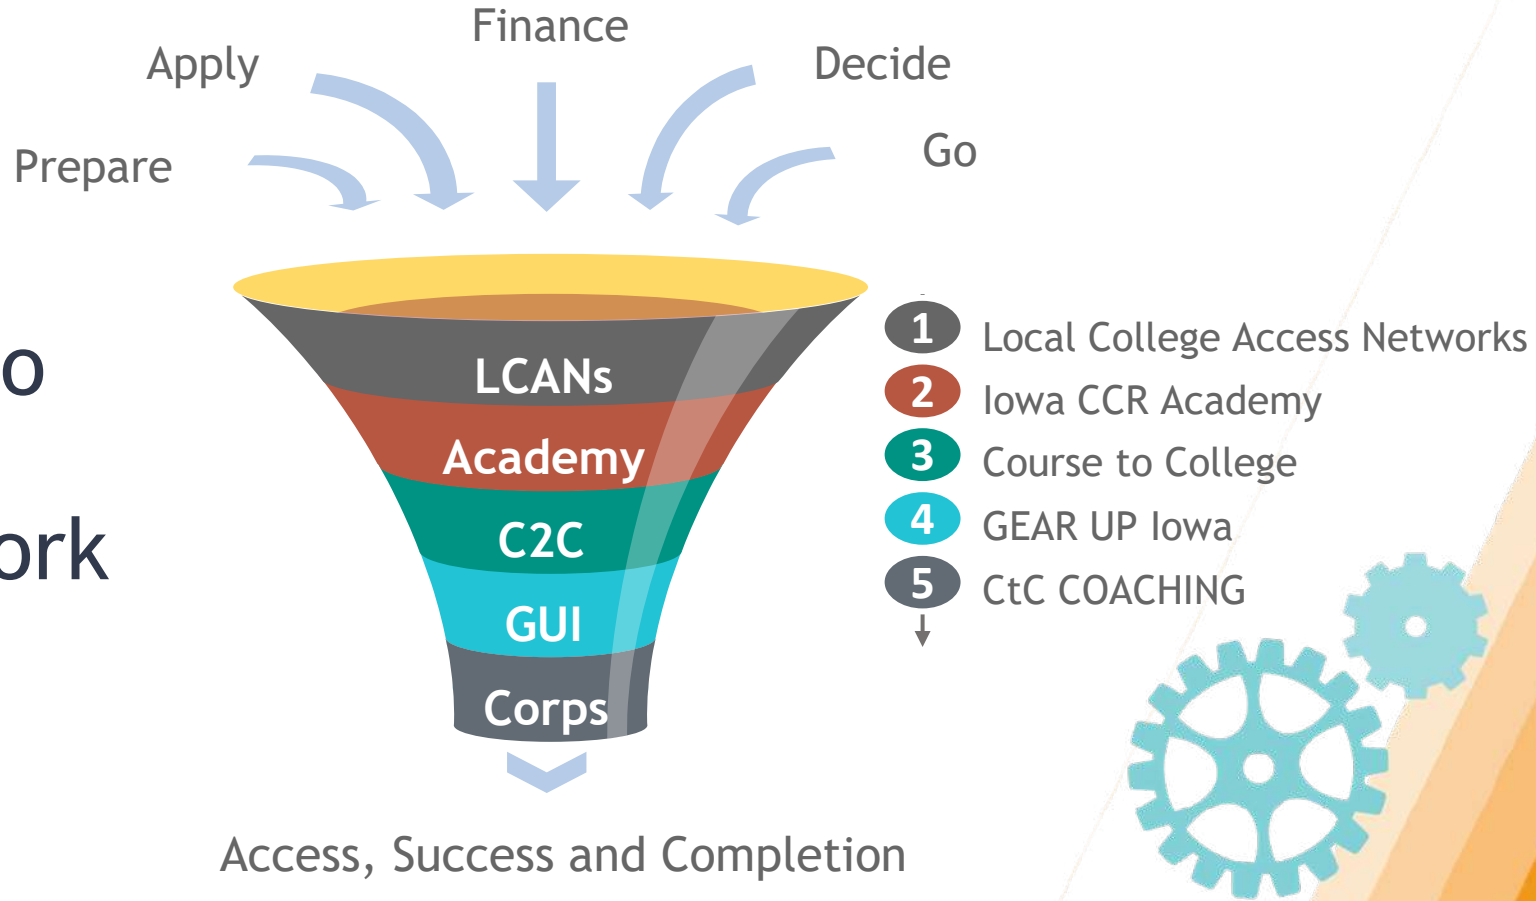 Finance
Apply
Decide
Prepare
Go
o
ork
LCANs
Academy
C2C
GUI
Corps
1 Local College Access Networks
2 Iowa CCR Academy
3 Course to College
4 GEAR UP Iowa
5 CtC COACHING
Access, Success and Completion